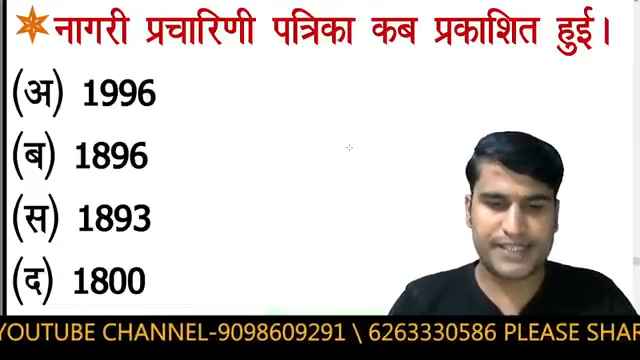 नागरी प्रचारिणी पत्रिका कब प्रकाशित हुई।
(अ) 1996
(ब) 1896
(स) 1893
(द) 1800
YOUTUBE CHANNEL-9098609291 \ 6263330586 PLEASE SHAR